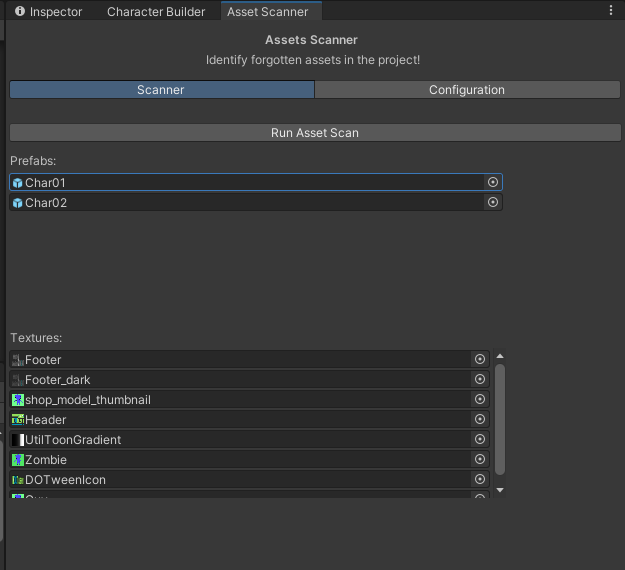 Inspector Character Builder Asset Scanner
Assets Scanner
Identify forgotten assets in the project!
Scanner Configuration
Run Asset Scan
Prefabs:
Char01
Char02
Textures:
Footer
Footer_dark
shop_model_thumbnail
Header
UtilToonGradient
Zombie
DOTweenIcon